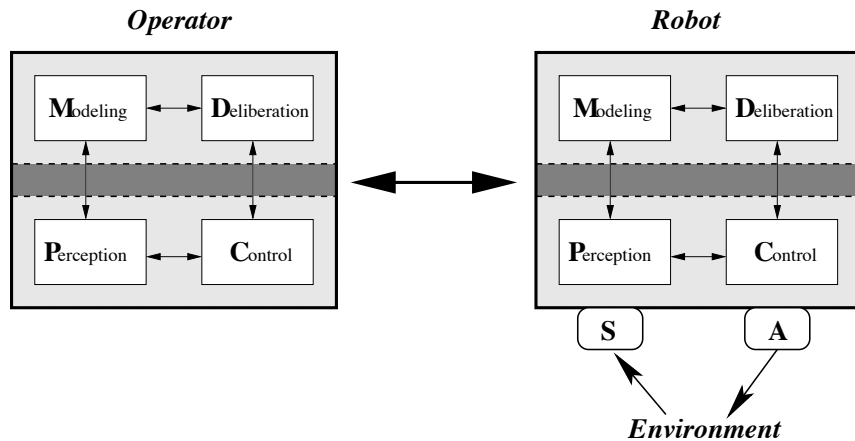 Operator
Robot
Modeling
Deliberation
Modeling
Deliberation
Perception
Control
Perception
Control
S
A
Environment